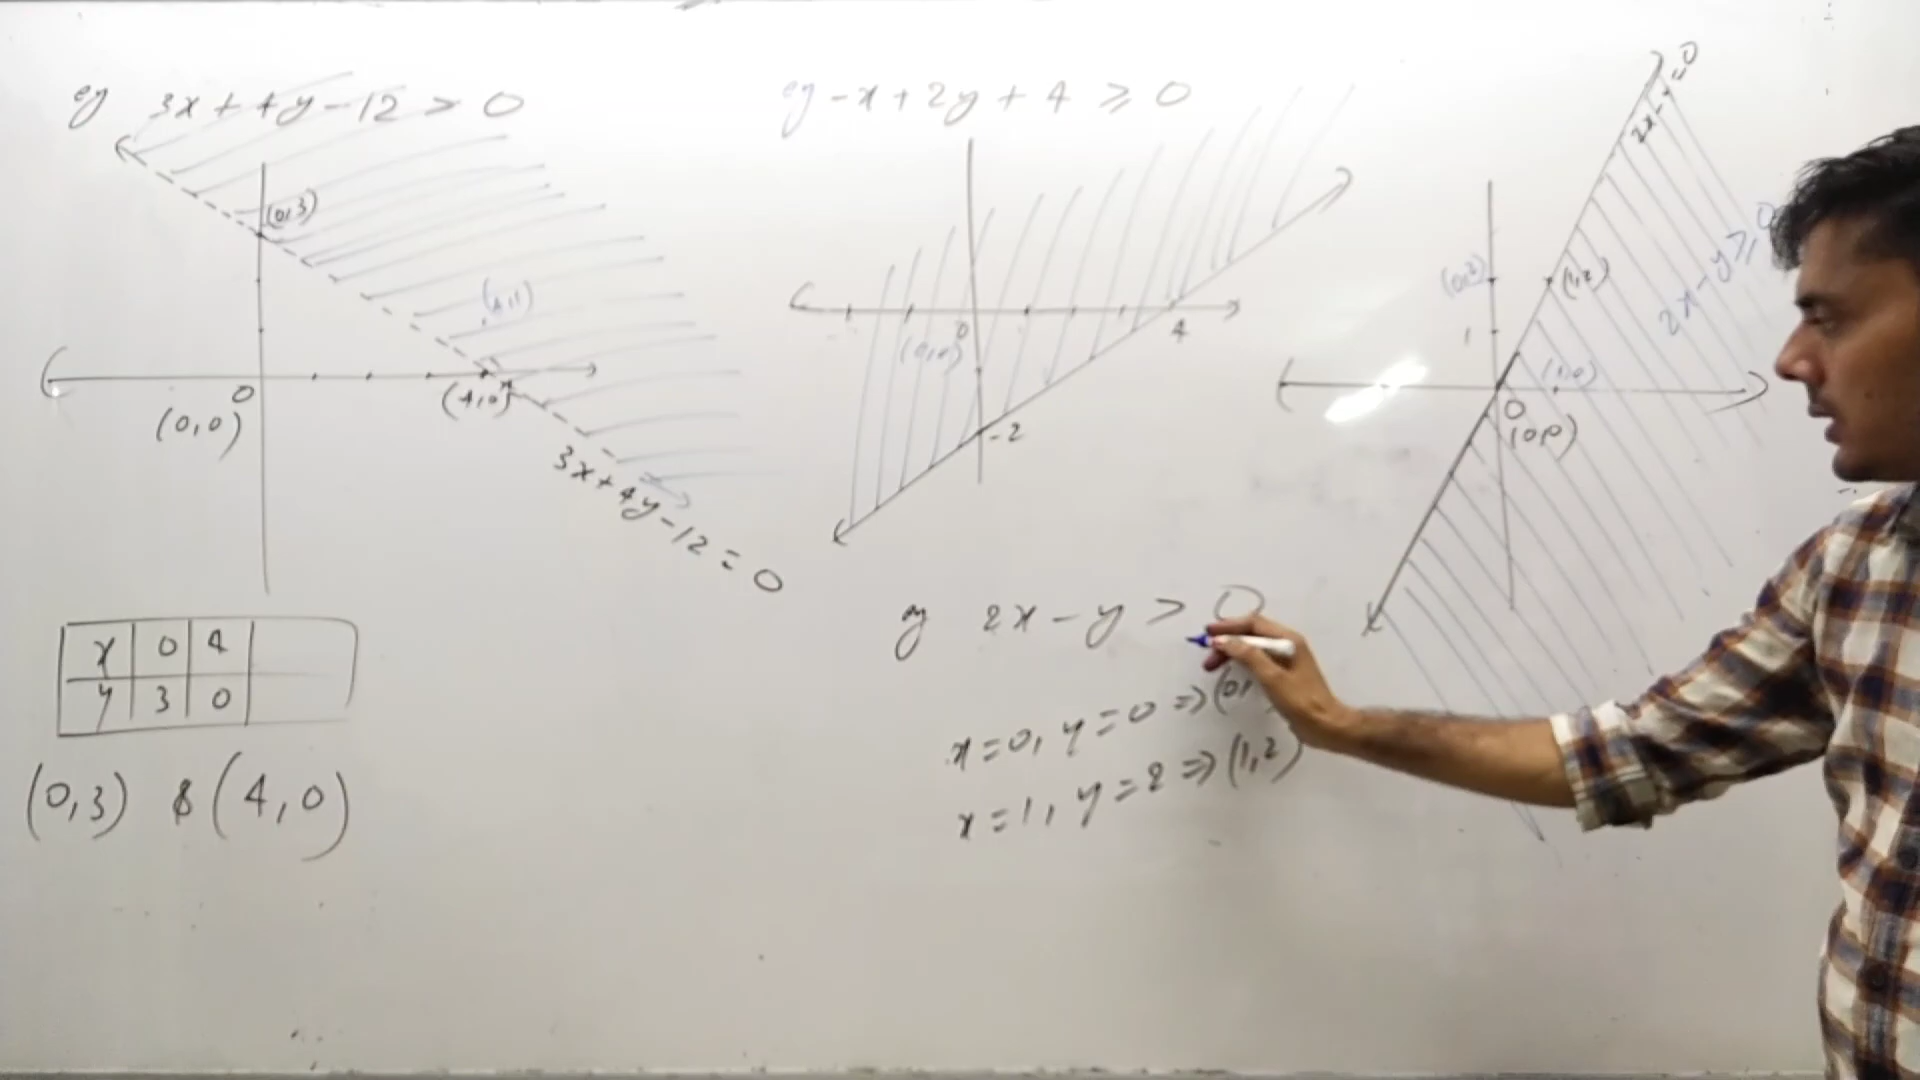 eg 3x + 4y - 12 > 0
(0,3)
(4,1)
0
(0,0)
(4,0)
3x + 4y - 12 = 0
x 0 4
y 3 0
(0,3) & (4,0)
eg -x + 2y + 4 ⩾ 0
0
(0,0)
4
-2
2x - y = 0
(0,2)
(1,2)
1
(1,0)
0
(0,0)
2x - y ⩾ 0
eg 2x - y > 0
x = 0, y = 0 ⇒ (0,
x = 1, y = 2 ⇒ (1,2)